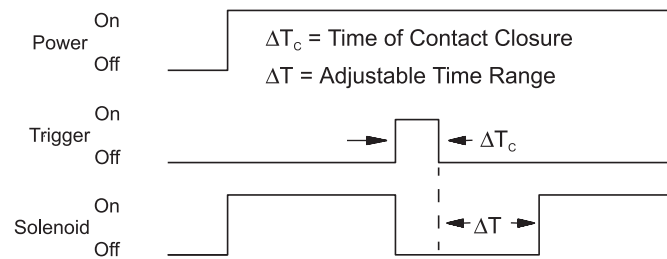 On
Power
Off
ΔTc = Time of Contact Closure
ΔT = Adjustable Time Range
On
Trigger
Off
ΔTc
On
Solenoid
Off
ΔT